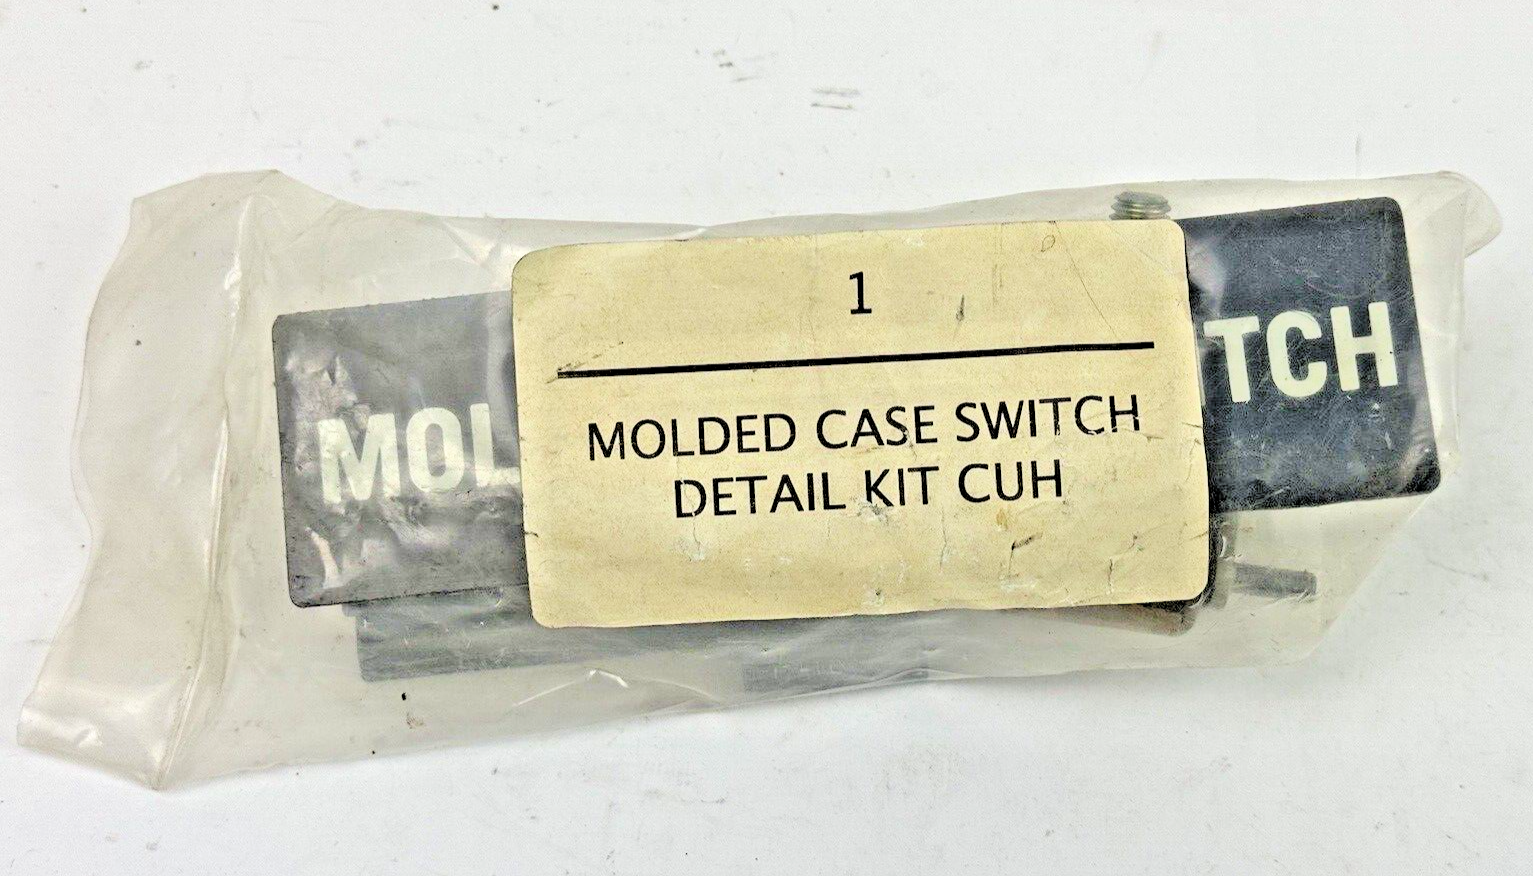 1
MOLDED CASE SWITCH
DETAIL KIT CUH
MOL
TCH